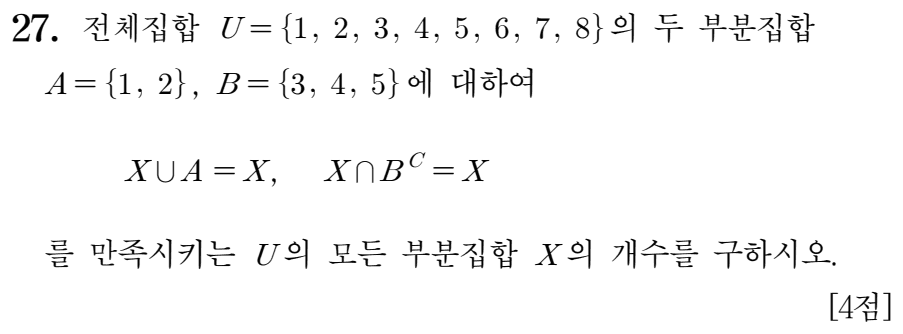 27. 전체집합 U={1, 2, 3, 4, 5, 6, 7, 8}의 두 부분집합
A={1, 2}, B={3, 4, 5}에 대하여
X∪A=X, X∩B^C=X
를 만족시키는 U의 모든 부분집합 X의 개수를 구하시오.
[4점]